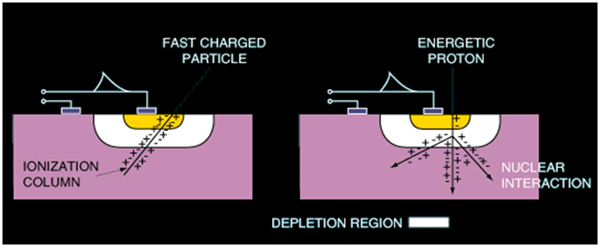 FAST CHARGED
PARTICLE
IONIZATION
COLUMN
ENERGETIC
PROTON
NUCLEAR
INTERACTION
DEPLETION REGION